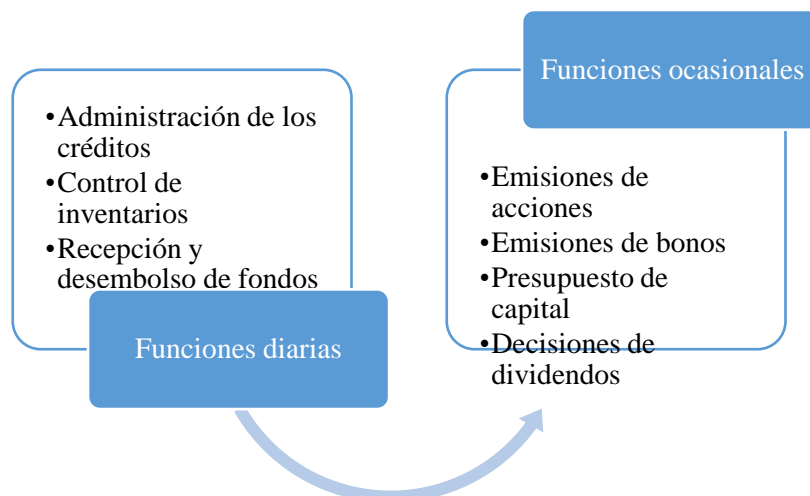 •Administración de los
créditos
•Control de
inventarios
•Recepción y
desembolso de fondos
Funciones diarias
Funciones ocasionales
•Emisiones de
acciones
•Emisiones de bonos
•Presupuesto de
capital
•Decisiones de
dividendos